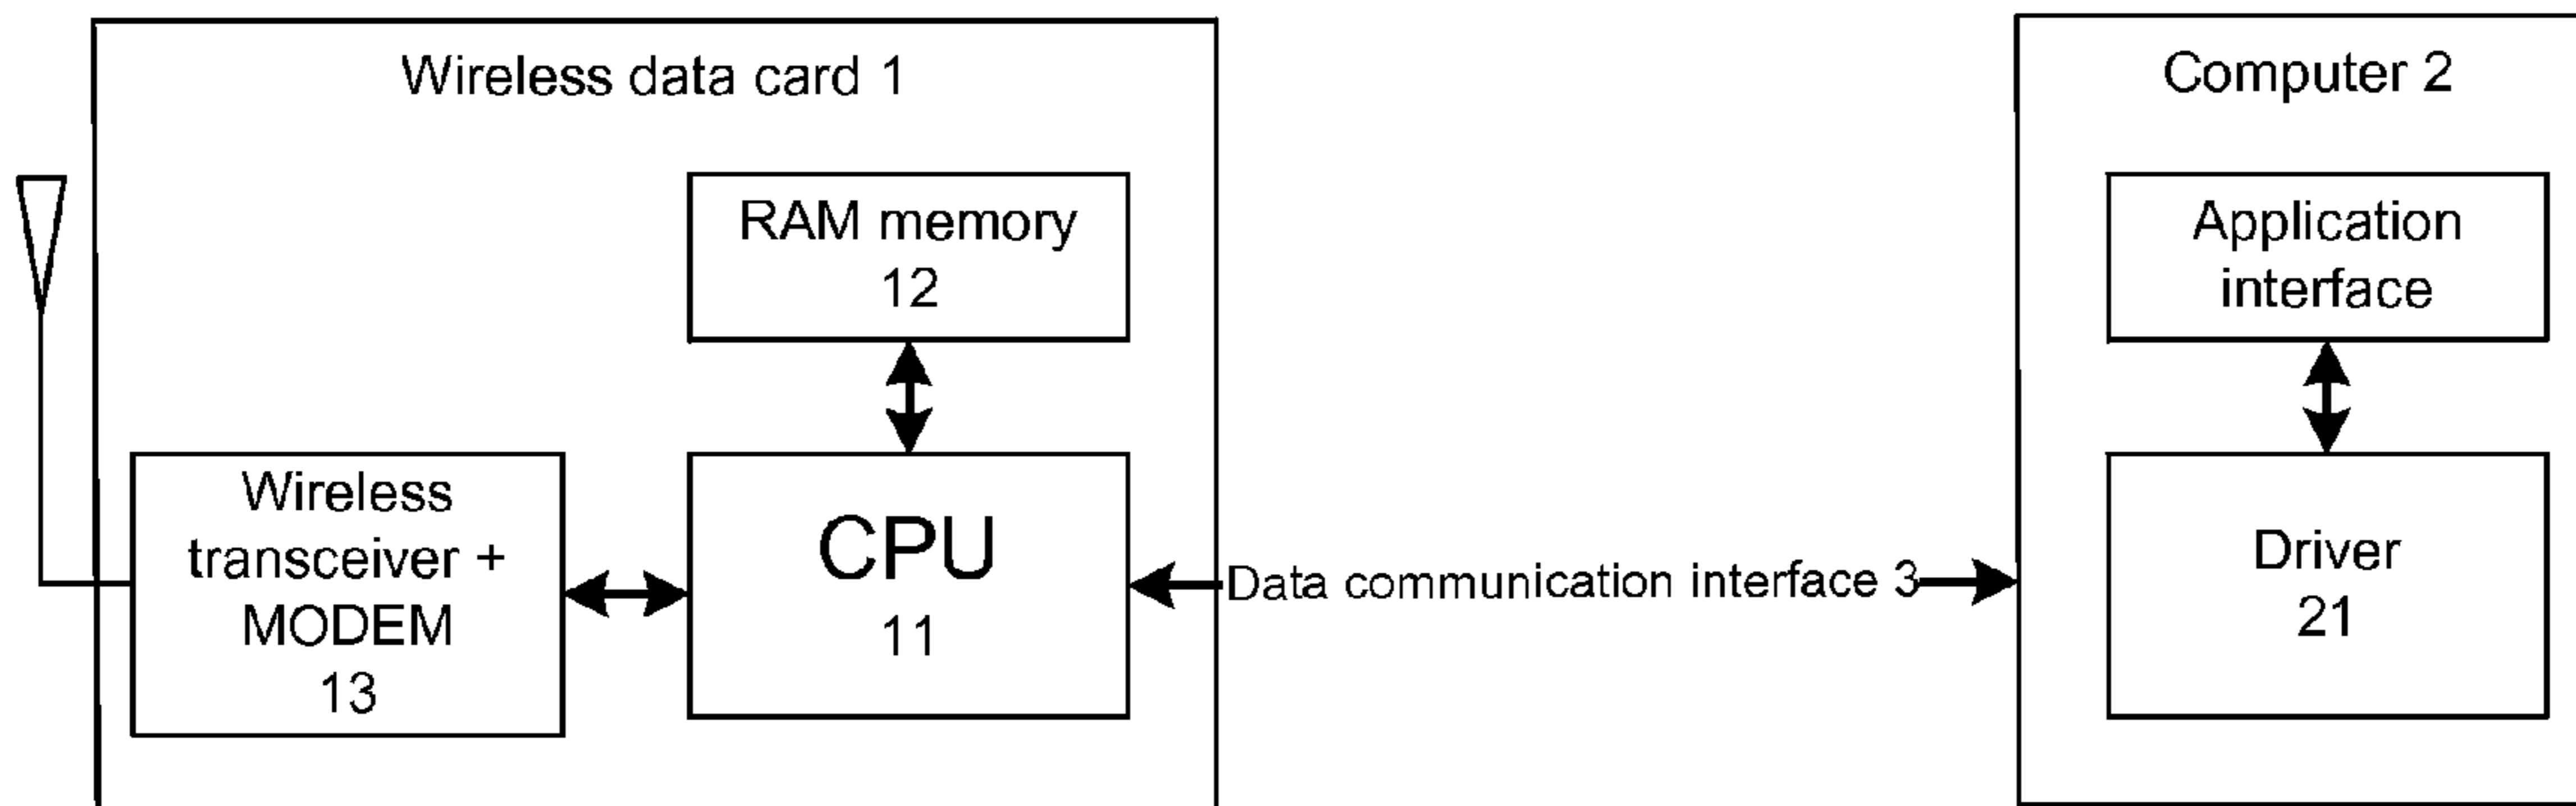 Wireless data card 1
RAM memory
12
Wireless
transceiver +
MODEM
13
CPU
11
Data communication interface 3
Computer 2
Application
interface
Driver
21